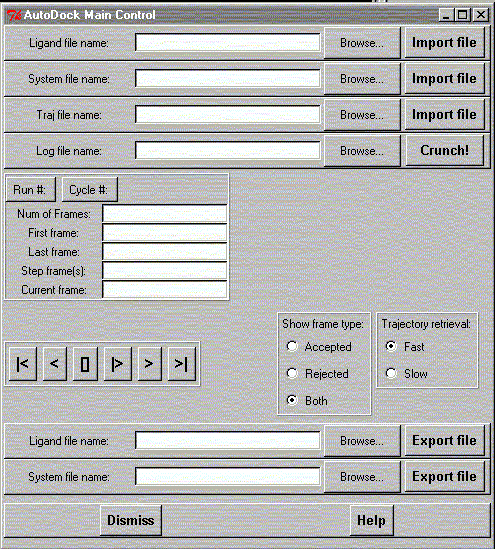 AutoDock Main Control
Ligand file name: Browse... Import file
System file name: Browse... Import file
Traj file name: Browse... Import file
Log file name: Browse... Crunch!
Run #: Cycle #:
Num of Frames:
First frame:
Last frame:
Step frame(s):
Current frame:
Show frame type: Trajectory retrieval:
Accepted Fast
Rejected Slow
Both
|< < [] |> > >|
Ligand file name: Browse... Export file
System file name: Browse... Export file
Dismiss Help